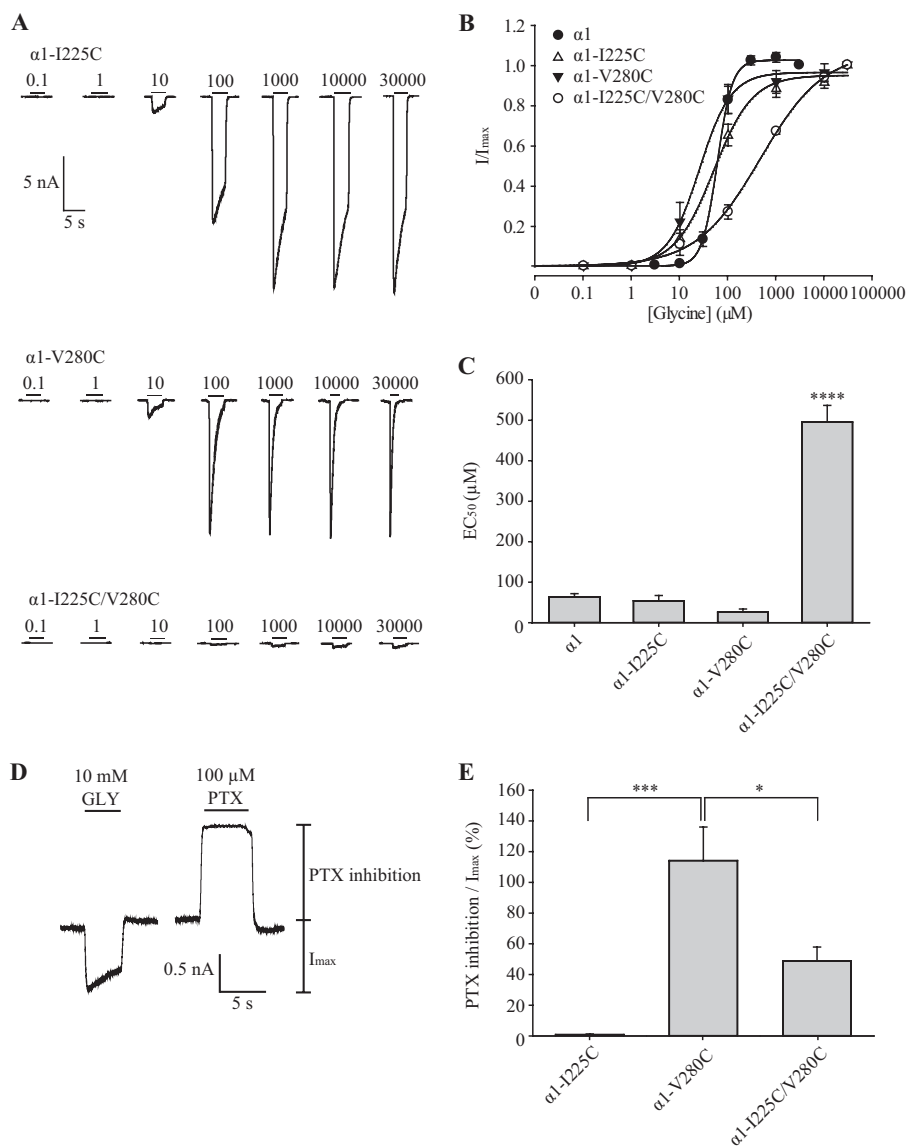 A
α1-I225C
0.1 1 10 100 1000 10000 30000
5 nA
5 s
α1-V280C
0.1 1 10 100 1000 10000 30000
α1-I225C/V280C
0.1 1 10 100 1000 10000 30000
B
α1
α1-I225C
α1-V280C
α1-I225C/V280C
I/Imax
1.0
0.8
0.6
0.4
0.2
0
0 0.1 1 10 100 1000 10000 100000
[Glycine] (μM)
C
EC50 (μM)
600
500
400
300
200
100
0
****
α1
α1-I225C
α1-V280C
α1-I225C/V280C
D
10 mM
GLY
100 μM
PTX
PTX inhibition
Imax
0.5 nA
5 s
E
PTX inhibition / Imax (%)
160
140
120
100
80
60
40
20
0
*** *
α1-I225C
α1-V280C
α1-I225C/V280C